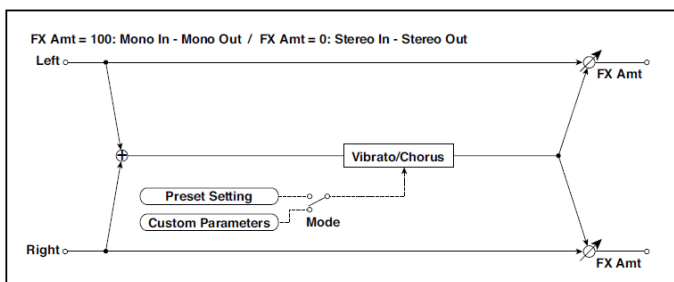 FX Amt = 100: Mono In - Mono Out / FX Amt = 0: Stereo In - Stereo Out
Left
FX Amt
Vibrato/Chorus
Preset Setting
Custom Parameters
Mode
Right
FX Amt